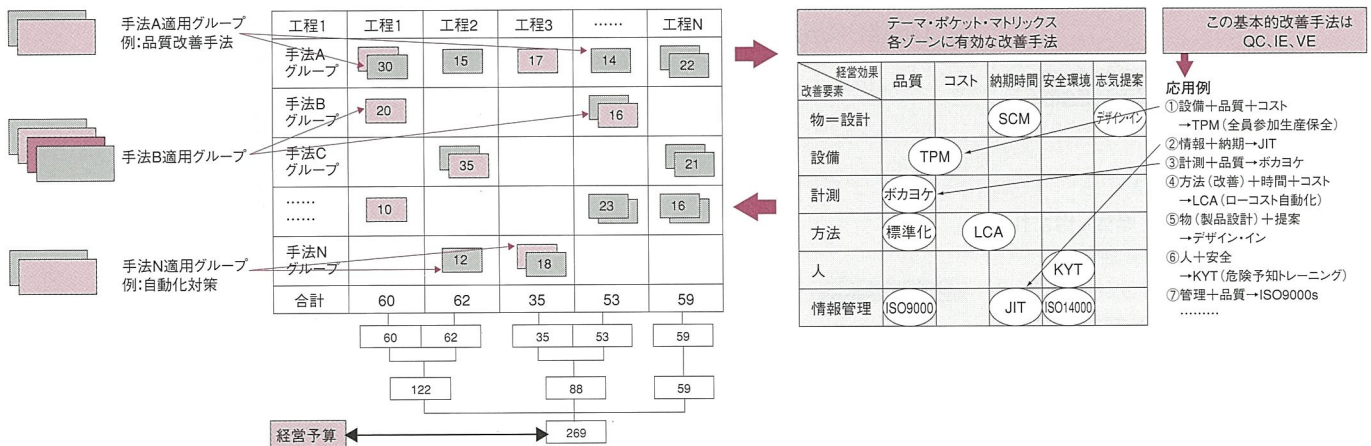 手法A適用グループ
例:品質改善手法
手法B適用グループ
手法N適用グループ
例:自動化対策
工程1 工程1 工程2 工程3 …… 工程N
手法A
グループ 30 15 17 14 22
手法B
グループ 20 16
手法C
グループ 35 21
……
…… 10 23 16
手法N
グループ 12 18
合計 60 62 35 53 59
60 62 35 53 59
122 88 59
経営予算 269
テーマ・ポケット・マトリックス
各ゾーンに有効な改善手法
経営効果
改善要素 品質 コスト 納期時間 安全環境 志気提案
物=設計 SCM デザイン・イン
設備 TPM
計測 ボカヨケ
方法 標準化 LCA
人 KYT
情報管理 ISO9000 JIT ISO14000
この基本的改善手法は
QC、IE、VE
応用例
①設備+品質+コスト
→TPM(全員参加生産保全)
②情報+納期→JIT
③計測+品質→ボカヨケ
④方法(改善)+時間+コスト
→LCA(ローコスト自動化)
⑤物(製品設計)+提案
→デザイン・イン
⑥人+安全
→KYT(危険予知トレーニング)
⑦管理+品質→ISO9000s
………